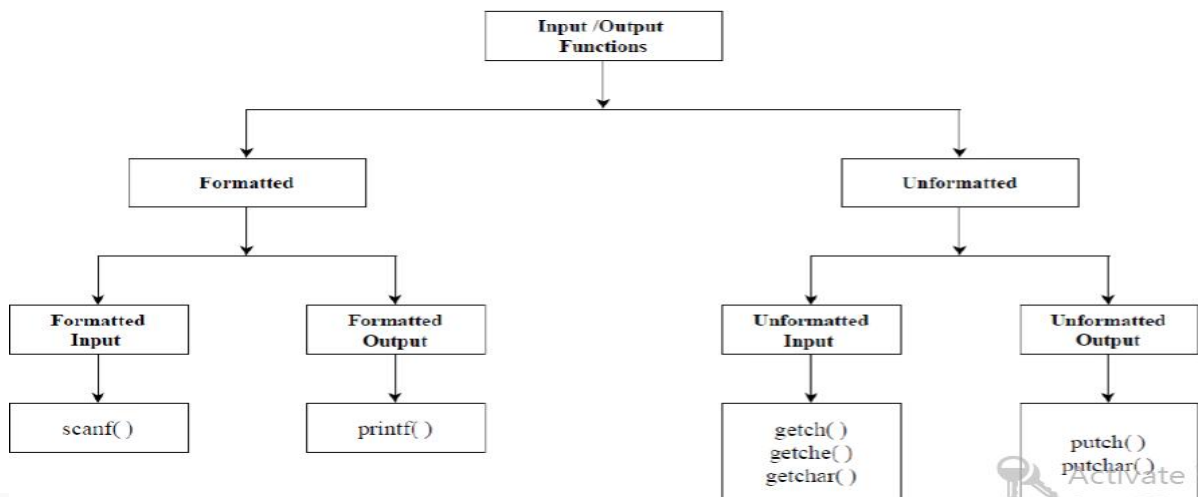 Input /Output
Functions
Formatted
Unformatted
Formatted
Input
Formatted
Output
Unformatted
Input
Unformatted
Output
scanf( )
printf( )
getch( )
getche( )
getchar( )
putch( )
putchar( )
Activate